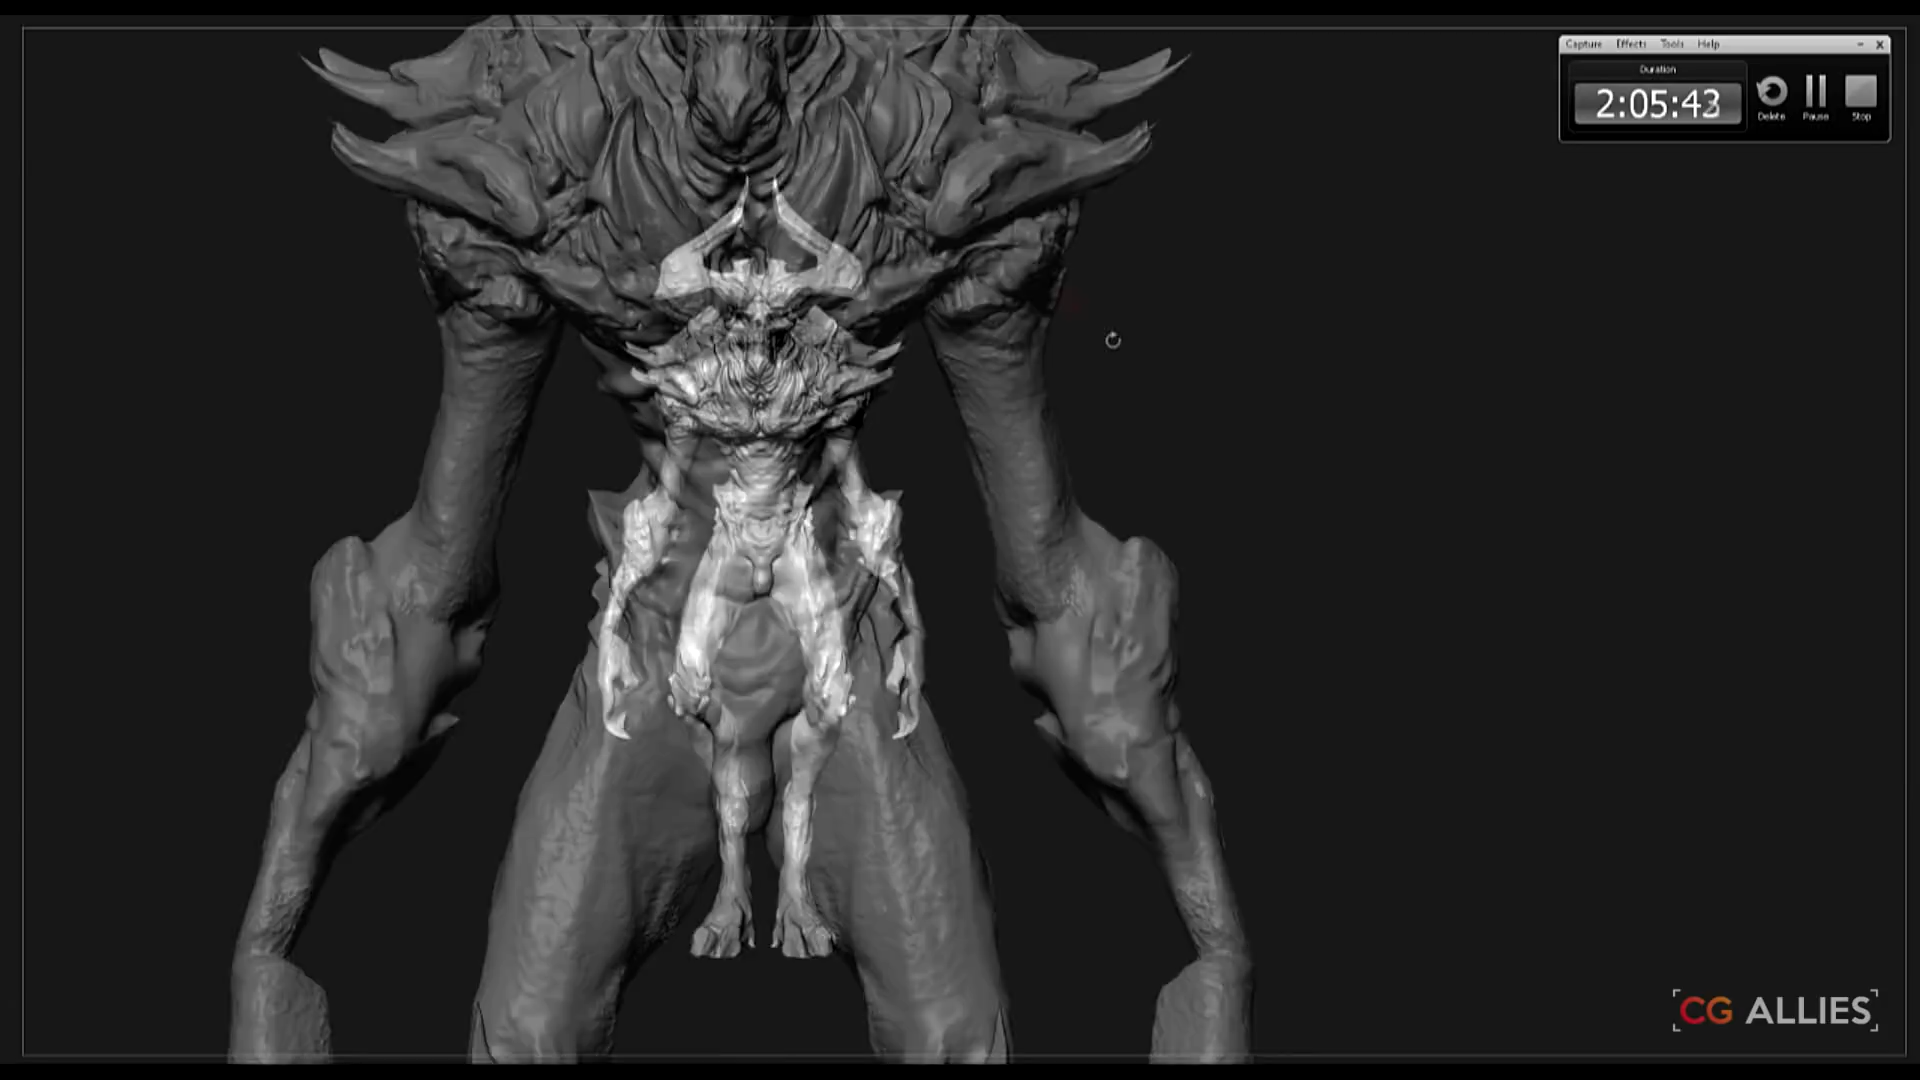 Capture Effects Tools Help
Duration
2:05:43
Delete Pause Stop
CG ALLIES